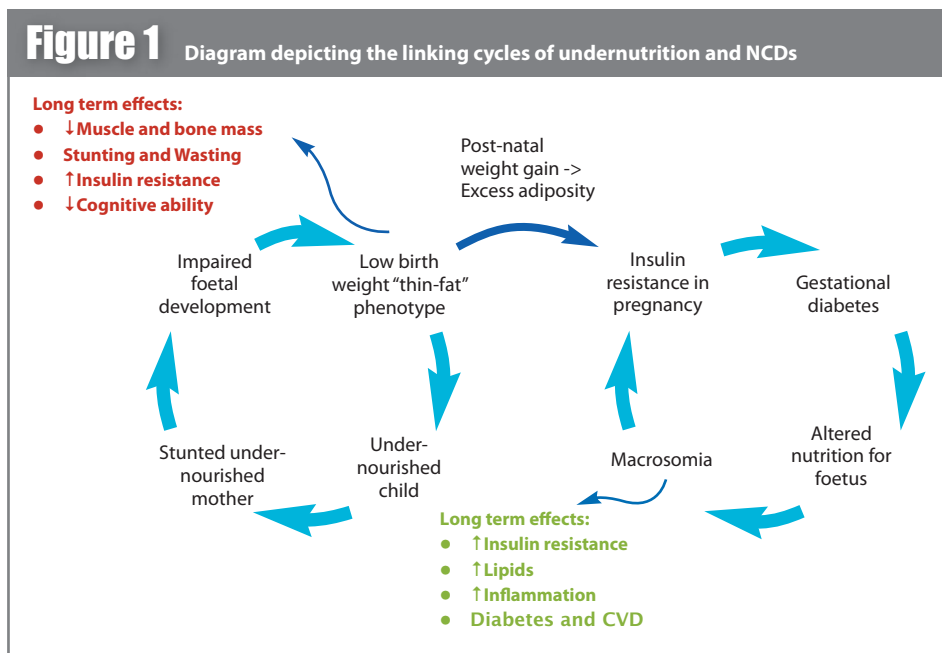 Figure 1 Diagram depicting the linking cycles of undernutrition and NCDs
Long term effects:
● ↓Muscle and bone mass
● Stunting and Wasting
● ↑Insulin resistance
● ↓Cognitive ability
Post-natal
weight gain ->
Excess adiposity
Impaired
foetal
development
Low birth
weight “thin-fat”
phenotype
Insulin
resistance in
pregnancy
Gestational
diabetes
Stunted under-
nourished
mother
Under-
nourished
child
Macrosomia
Altered
nutrition for
foetus
Long term effects:
● ↑Insulin resistance
● ↑Lipids
● ↑Inflammation
● Diabetes and CVD